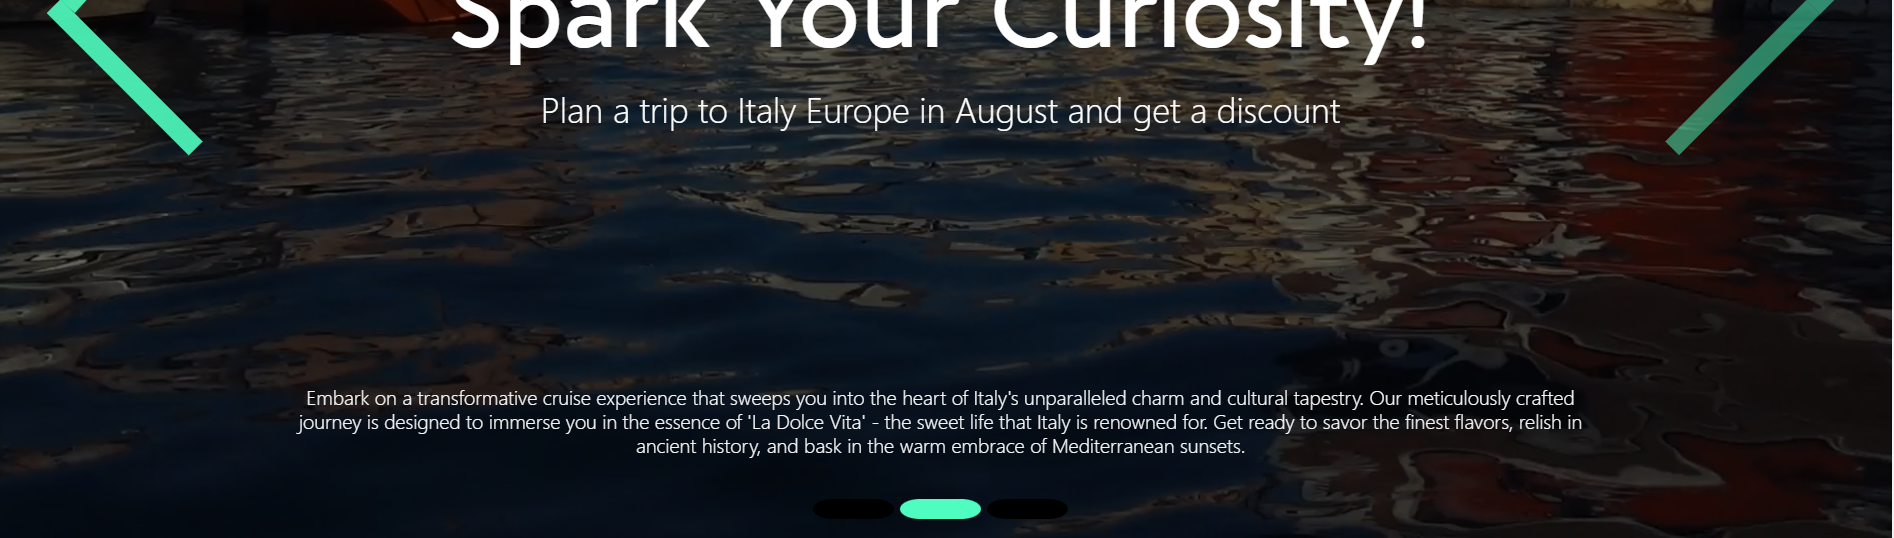 Spark Your Curiosity!
Plan a trip to Italy Europe in August and get a discount
Embark on a transformative cruise experience that sweeps you into the heart of Italy's unparalleled charm and cultural tapestry. Our meticulously crafted
journey is designed to immerse you in the essence of 'La Dolce Vita' - the sweet life that Italy is renowned for. Get ready to savor the finest flavors, relish in
ancient history, and bask in the warm embrace of Mediterranean sunsets.